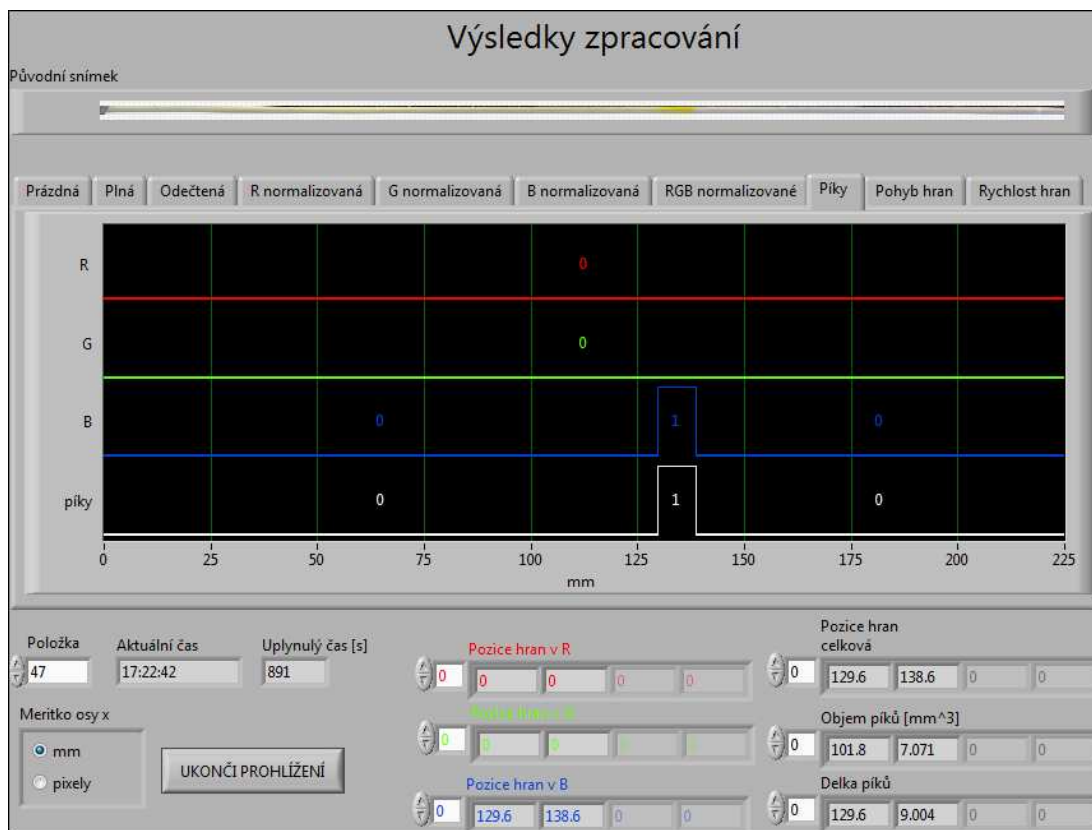 Výsledky zpracování
Původní snímek
Prázdná Plná Odečtená R normalizovaná G normalizovaná B normalizovaná RGB normalizované Píky Pohyb hran Rychlost hran
R 0
G 0
B 0 1 0
píky 0 1 0
0 25 50 75 100 125 150 175 200 225
mm
Položka Aktuální čas Uplynulý čas [s]
47 17:22:42 891
Meritko osy x
mm
pixely
UKONČI PROHLÍŽENÍ
Pozice hran v R
0 0 0 0 0
0 0 0
Pozice hran v B
0 129.6 138.6 0 0
Pozice hran
celková
0 129.6 138.6 0 0
Objem píků [mm^3]
0 101.8 7.071 0 0
Delka píků
0 129.6 9.004 0 0